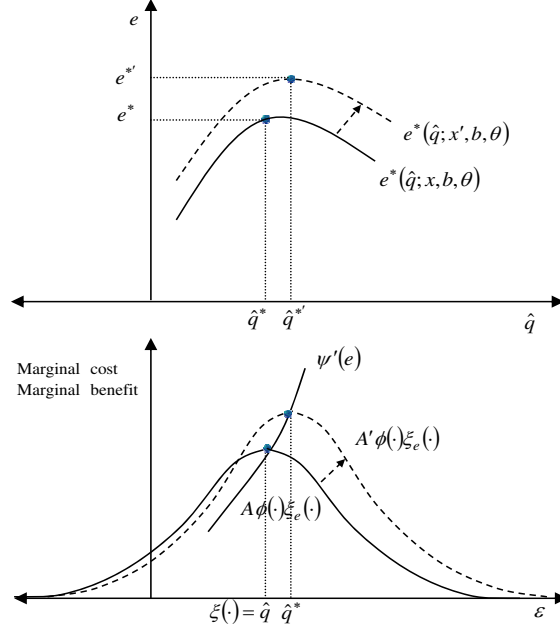 e
e*′
e*
e*(q̂; x′, b, θ)
e*(q̂; x, b, θ)
q̂* q̂*′ q̂
Marginal cost
Marginal benefit
ψ′(e)
A′ϕ(·)ξₑ(·)
Aϕ(·)ξₑ(·)
ξ(·) = q̂ q̂* ε